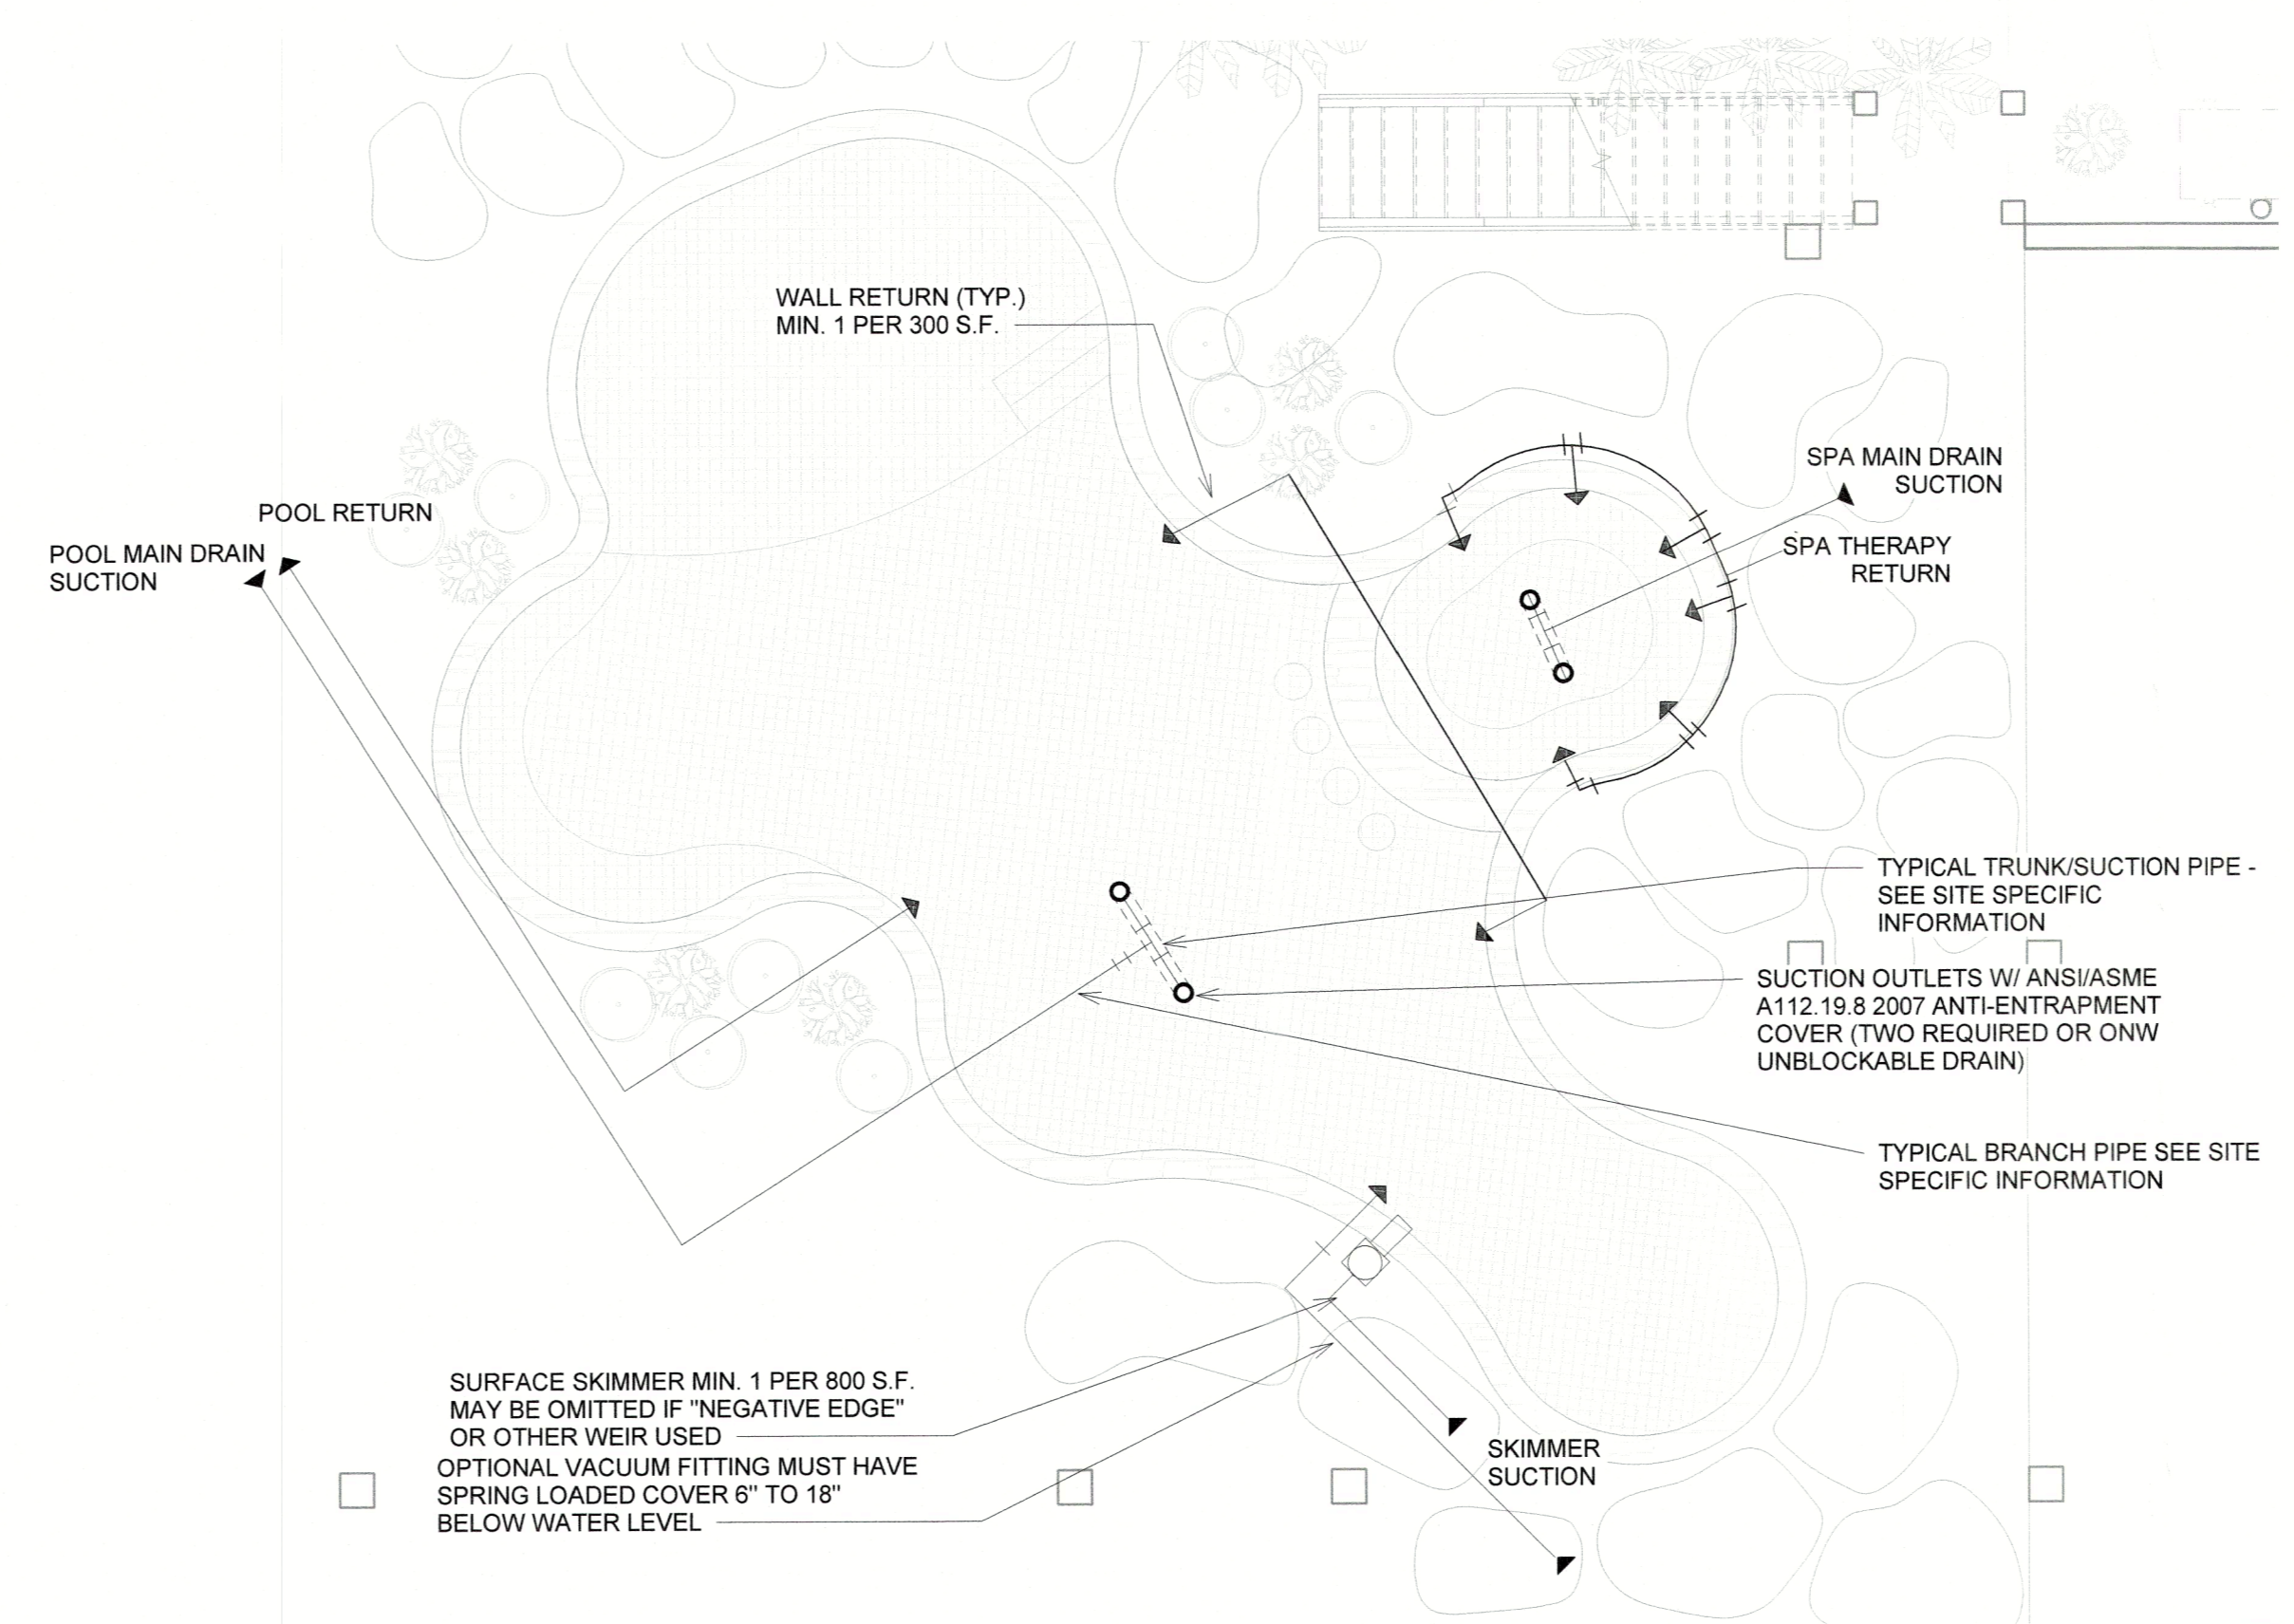 WALL RETURN (TYP.)
MIN. 1 PER 300 S.F.
SPA MAIN DRAIN
SUCTION
SPA THERAPY
RETURN
POOL RETURN
POOL MAIN DRAIN
SUCTION
TYPICAL TRUNK/SUCTION PIPE -
SEE SITE SPECIFIC
INFORMATION
SUCTION OUTLETS W/ ANSI/ASME
A112.19.8 2007 ANTI-ENTRAPMENT
COVER (TWO REQUIRED OR ONW
UNBLOCKABLE DRAIN)
TYPICAL BRANCH PIPE SEE SITE
SPECIFIC INFORMATION
SURFACE SKIMMER MIN. 1 PER 800 S.F.
MAY BE OMITTED IF "NEGATIVE EDGE"
OR OTHER WEIR USED
OPTIONAL VACUUM FITTING MUST HAVE
SPRING LOADED COVER 6" TO 18"
BELOW WATER LEVEL
SKIMMER
SUCTION